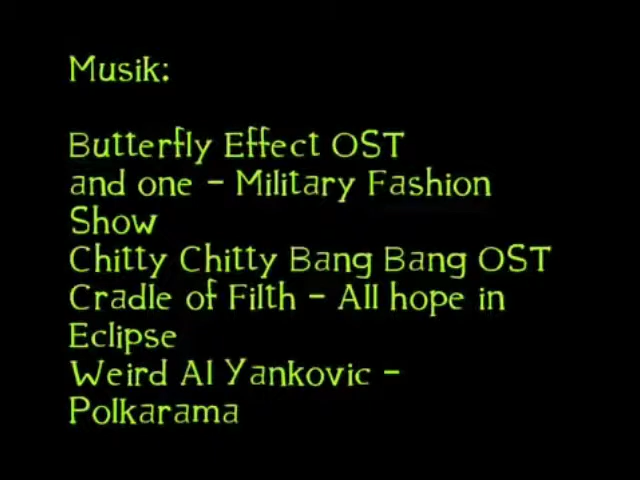 Musik:
Butterfly Effect OST
and one - Military Fashion
Show
Chitty Chitty Bang Bang OST
Cradle of Filth - All hope in
Eclipse
Weird Al Yankovic -
Polkarama